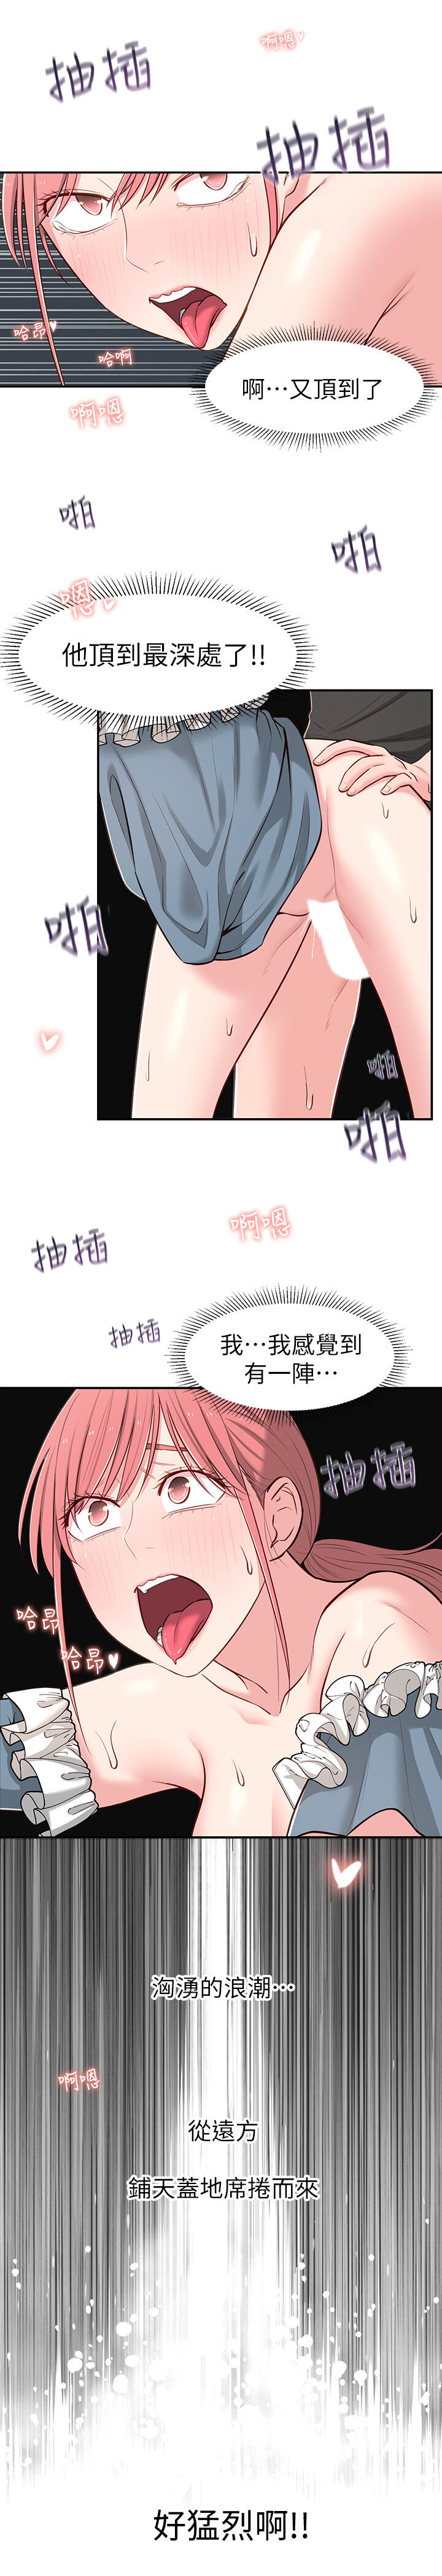 啊嗯
抽插
抽插
哈昂
哈啊
啊…又頂到了
啊嗯
啪
啪
嗯
他頂到最深處了!!
啪
啪
啪
啊嗯
抽插
抽插
我…我感覺到
有一陣…
抽插
哈昂
哈昂
洶湧的浪潮…
啊嗯
從遠方
鋪天蓋地席捲而來
好猛烈啊!!